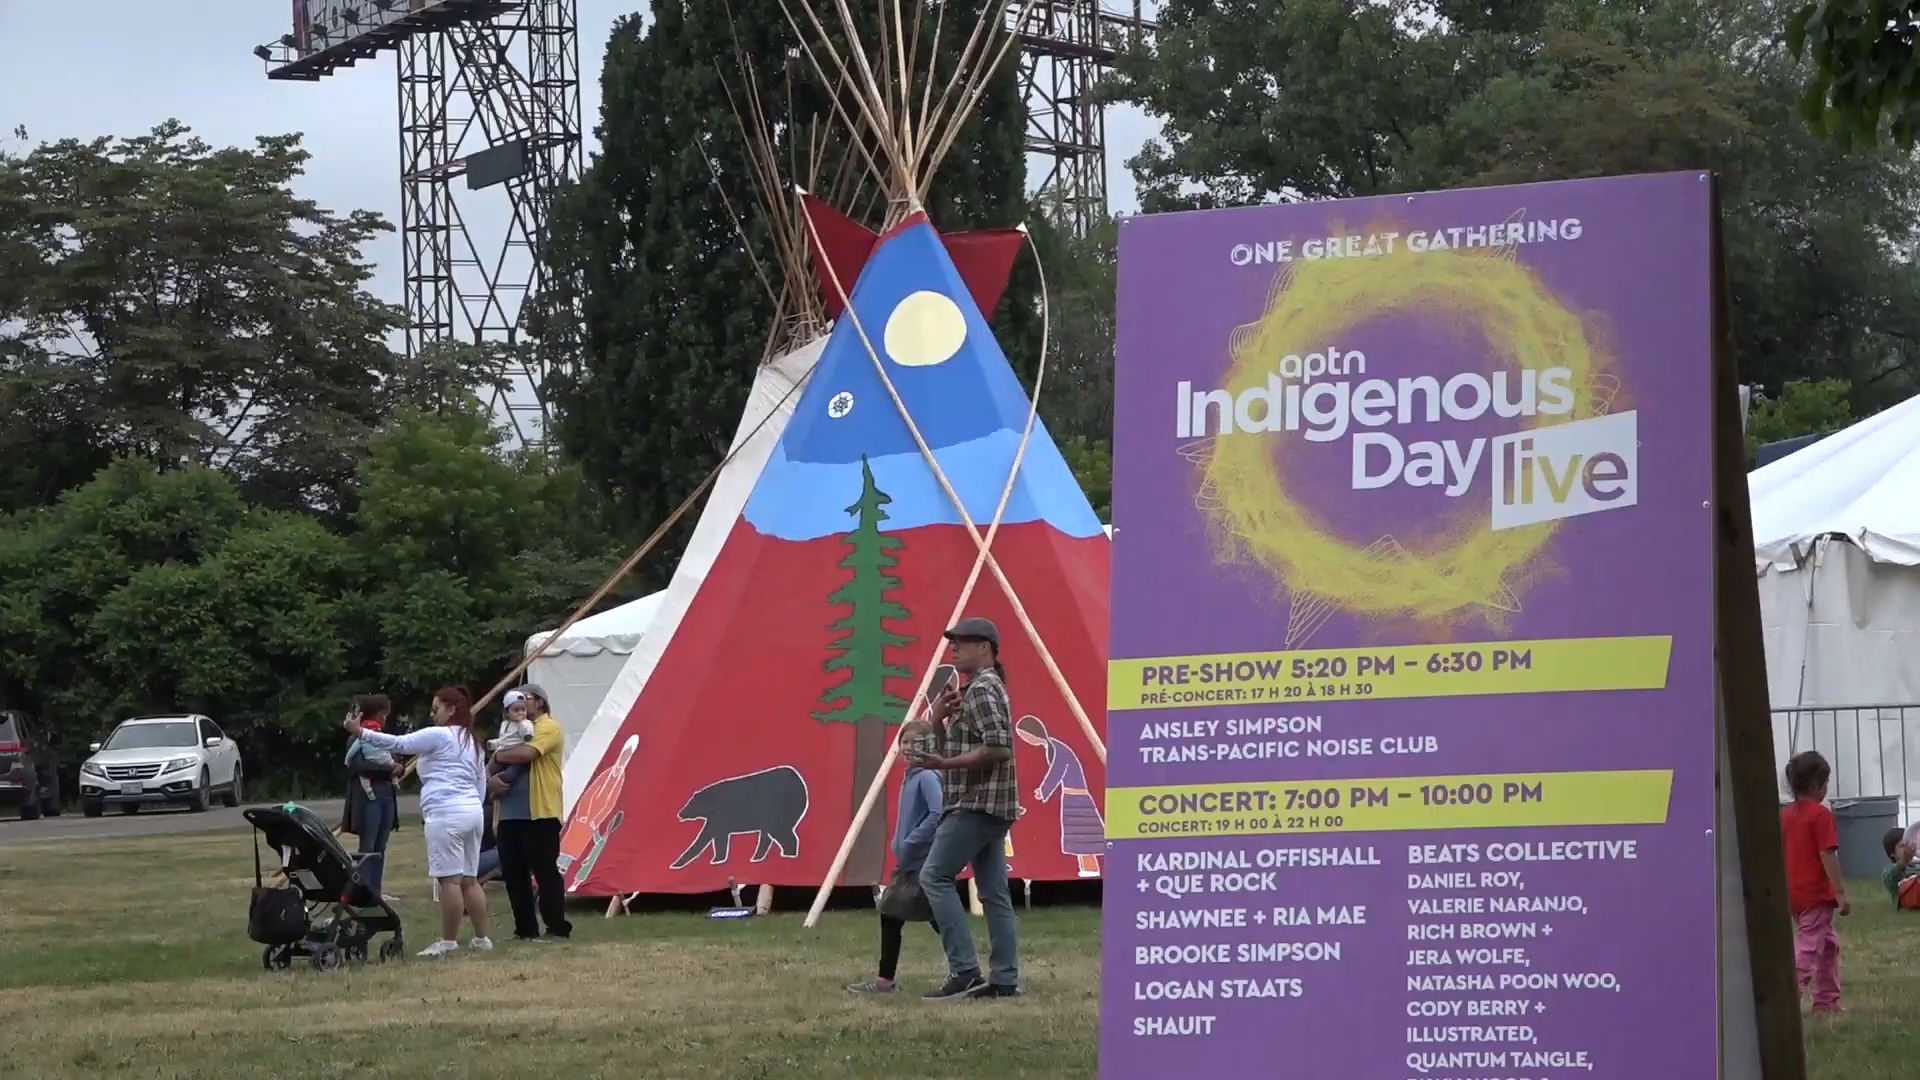 ONE GREAT GATHERING
aptn
Indigenous
Day live
PRE-SHOW 5:20 PM – 6:30 PM
PRÉ-CONCERT: 17 H 20 À 18 H 30
ANSLEY SIMPSON
TRANS-PACIFIC NOISE CLUB
CONCERT: 7:00 PM – 10:00 PM
CONCERT: 19 H 00 À 22 H 00
KARDINAL OFFISHALL
+ QUE ROCK
SHAWNEE + RIA MAE
BROOKE SIMPSON
LOGAN STAATS
SHAUIT
BEATS COLLECTIVE
DANIEL ROY,
VALERIE NARANJO,
RICH BROWN +
JERA WOLFE,
NATASHA POON WOO,
CODY BERRY +
ILLUSTRATED,
QUANTUM TANGLE,